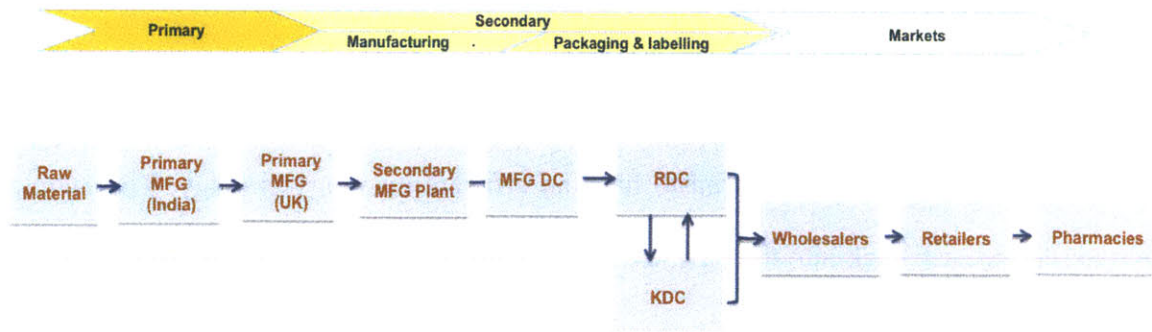 Primary
Secondary
Manufacturing
Packaging & labelling
Markets
Raw
Material
Primary
MFG
(India)
Primary
MFG
(UK)
Secondary
MFG Plant
MFG DC
RDC
KDC
Wholesalers
Retailers
Pharmacies